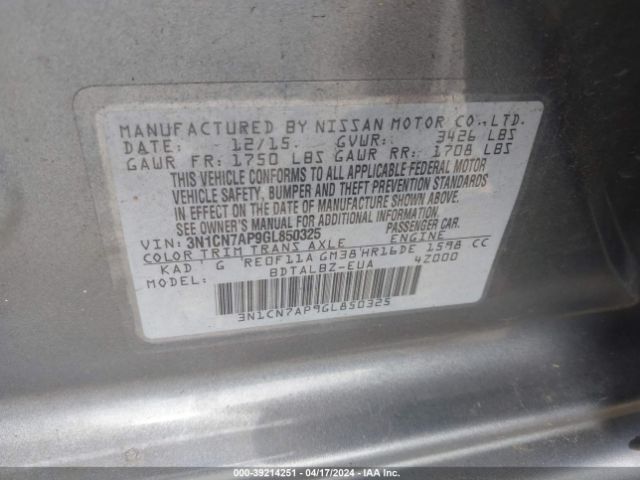 MANUFACTURED BY NISSAN MOTOR CO.,LTD.
DATE: 12/15. GVWR: 3426 LBS
GAWR FR: 1750 LBS GAWR RR: 1708 LBS
THIS VEHICLE CONFORMS TO ALL APPLICABLE FEDERAL MOTOR
VEHICLE SAFETY, BUMPER AND THEFT PREVENTION STANDARDS
IN EFFECT ON THE DATE OF MANUFACTURE SHOWN ABOVE.
SEE OWNER'S MANUAL FOR ADDITIONAL INFORMATION.
VIN: 3N1CN7AP9GL850325 PASSENGER CAR.
COLOR TRIM TRANS AXLE ENGINE
KAD G RE0F11A GM38 HR16DE 1598 CC
MODEL: BDTALBZ-EUA 4Z000
3N1CN7AP9GL850325
000-39214251 - 04/17/2024 - IAA Inc.